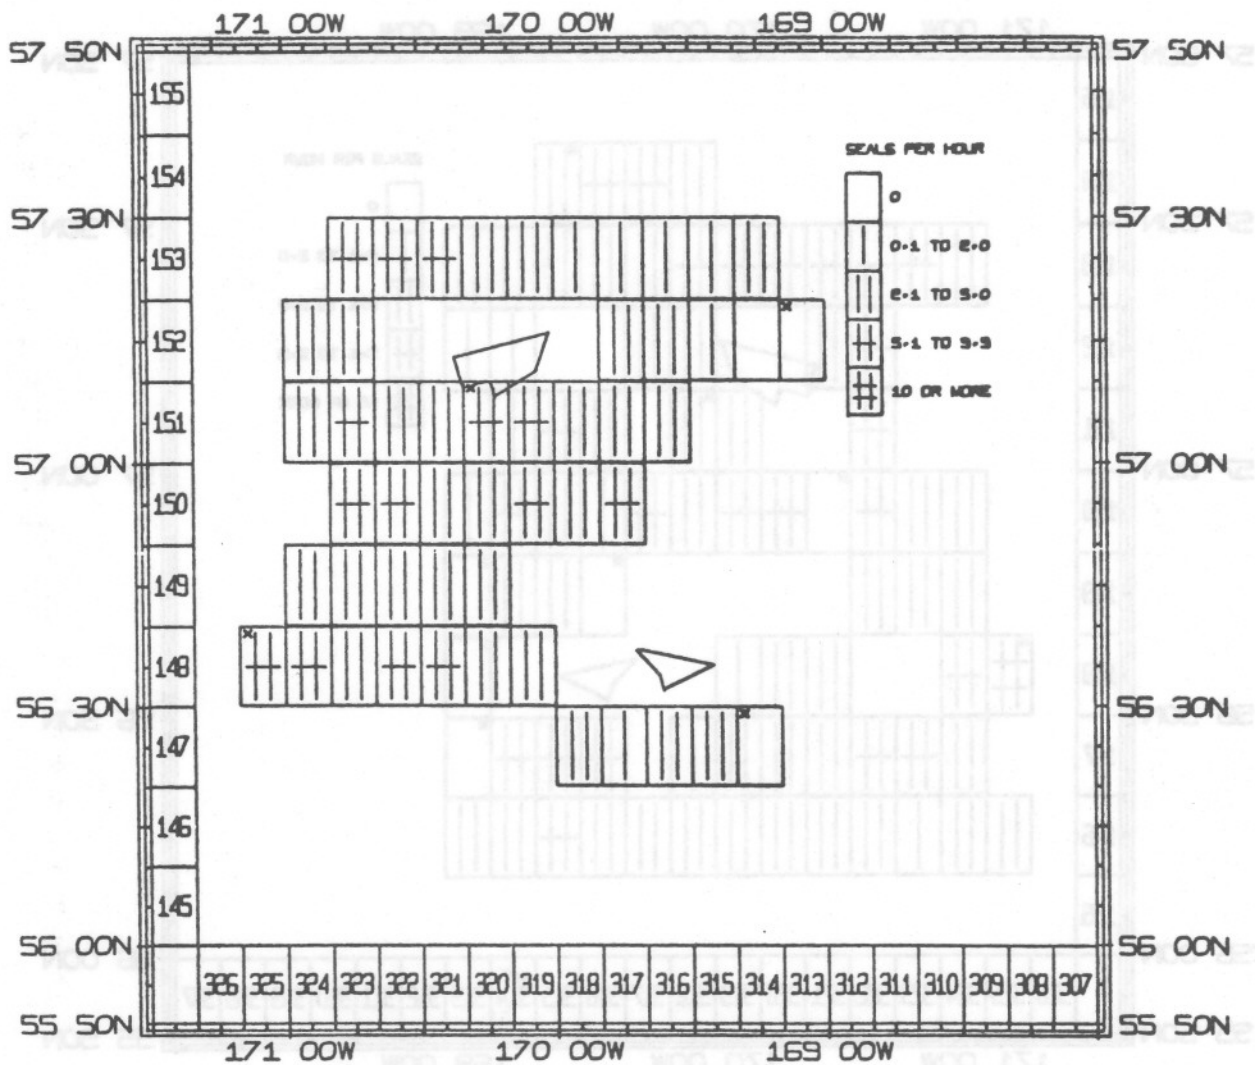 171 00W 170 00W 169 00W
57 50N 57 50N
155
SEALS PER HOUR
154
0
57 30N 57 30N
0.1 TO 2.0
153
2.1 TO 5.0
152
5.1 TO 9.9
10 OR MORE
151
57 00N 57 00N
150
149
148
56 30N 56 30N
147
146
145
56 00N 56 00N
326 325 324 323 322 321 320 319 318 317 316 315 314 313 312 311 310 309 308 307
55 50N 55 50N
171 00W 170 00W 169 00W